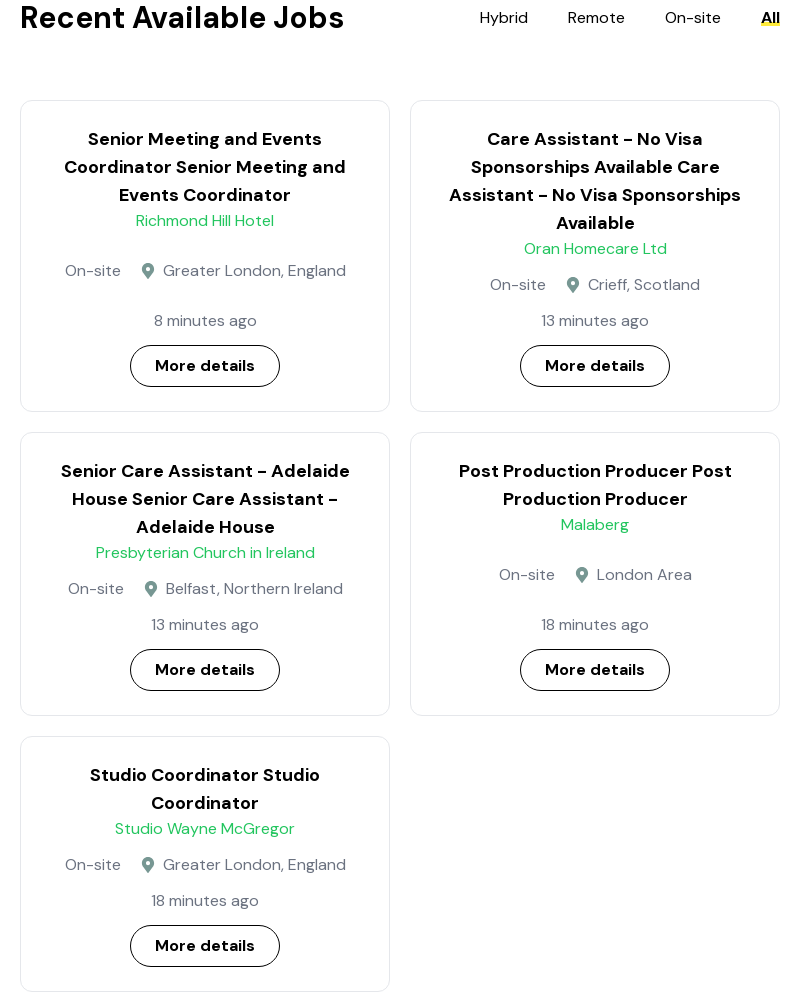 Recent Available Jobs
Hybrid
Remote
On-site
All
Senior Meeting and Events
Coordinator Senior Meeting and
Events Coordinator
Richmond Hill Hotel
On-site
Greater London, England
8 minutes ago
More details
Care Assistant – No Visa
Sponsorships Available Care
Assistant – No Visa Sponsorships
Available
Oran Homecare Ltd
On-site
Crieff, Scotland
13 minutes ago
More details
Senior Care Assistant – Adelaide
House Senior Care Assistant –
Adelaide House
Presbyterian Church in Ireland
On-site
Belfast, Northern Ireland
13 minutes ago
More details
Post Production Producer Post
Production Producer
Malaberg
On-site
London Area
18 minutes ago
More details
Studio Coordinator Studio
Coordinator
Studio Wayne McGregor
On-site
Greater London, England
18 minutes ago
More details